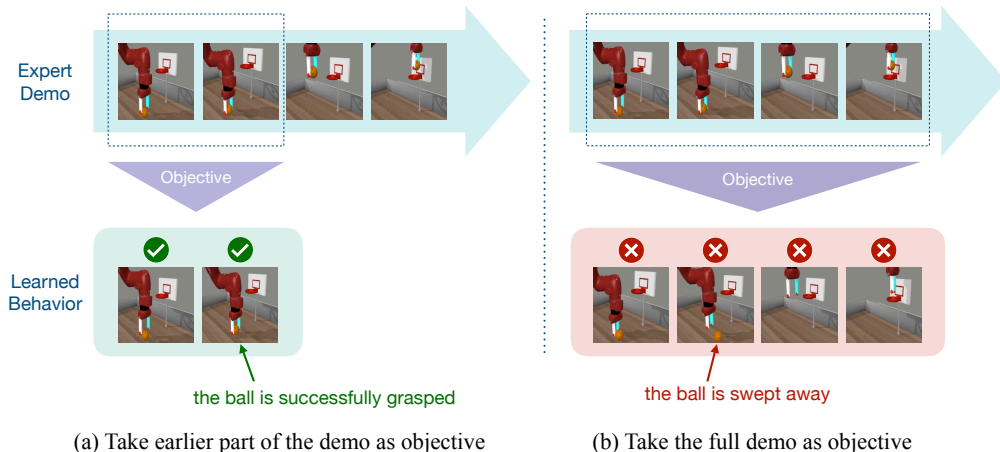 Expert
Demo
Objective
Learned
Behavior
the ball is successfully grasped
(a) Take earlier part of the demo as objective
Objective
the ball is swept away
(b) Take the full demo as objective